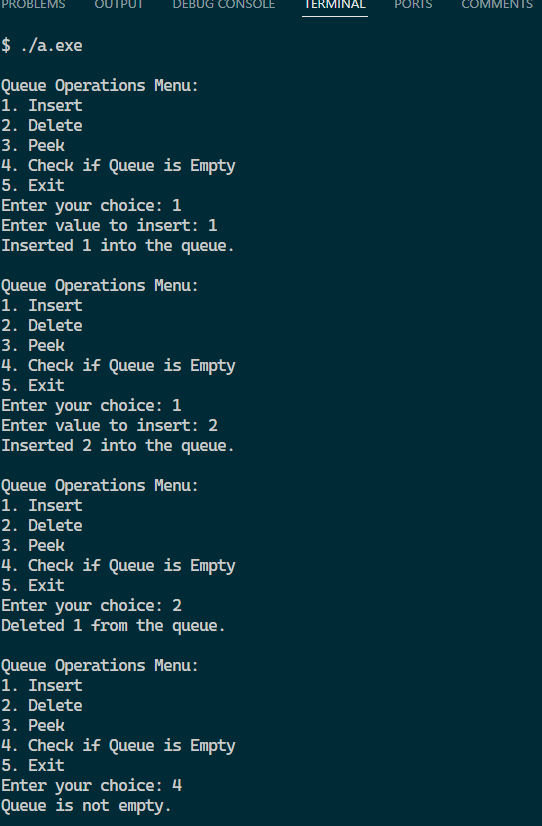 PROBLEMS OUTPUT DEBUG CONSOLE TERMINAL PORTS COMMENTS
$ ./a.exe
Queue Operations Menu:
1. Insert
2. Delete
3. Peek
4. Check if Queue is Empty
5. Exit
Enter your choice: 1
Enter value to insert: 1
Inserted 1 into the queue.
Queue Operations Menu:
1. Insert
2. Delete
3. Peek
4. Check if Queue is Empty
5. Exit
Enter your choice: 1
Enter value to insert: 2
Inserted 2 into the queue.
Queue Operations Menu:
1. Insert
2. Delete
3. Peek
4. Check if Queue is Empty
5. Exit
Enter your choice: 2
Deleted 1 from the queue.
Queue Operations Menu:
1. Insert
2. Delete
3. Peek
4. Check if Queue is Empty
5. Exit
Enter your choice: 4
Queue is not empty.